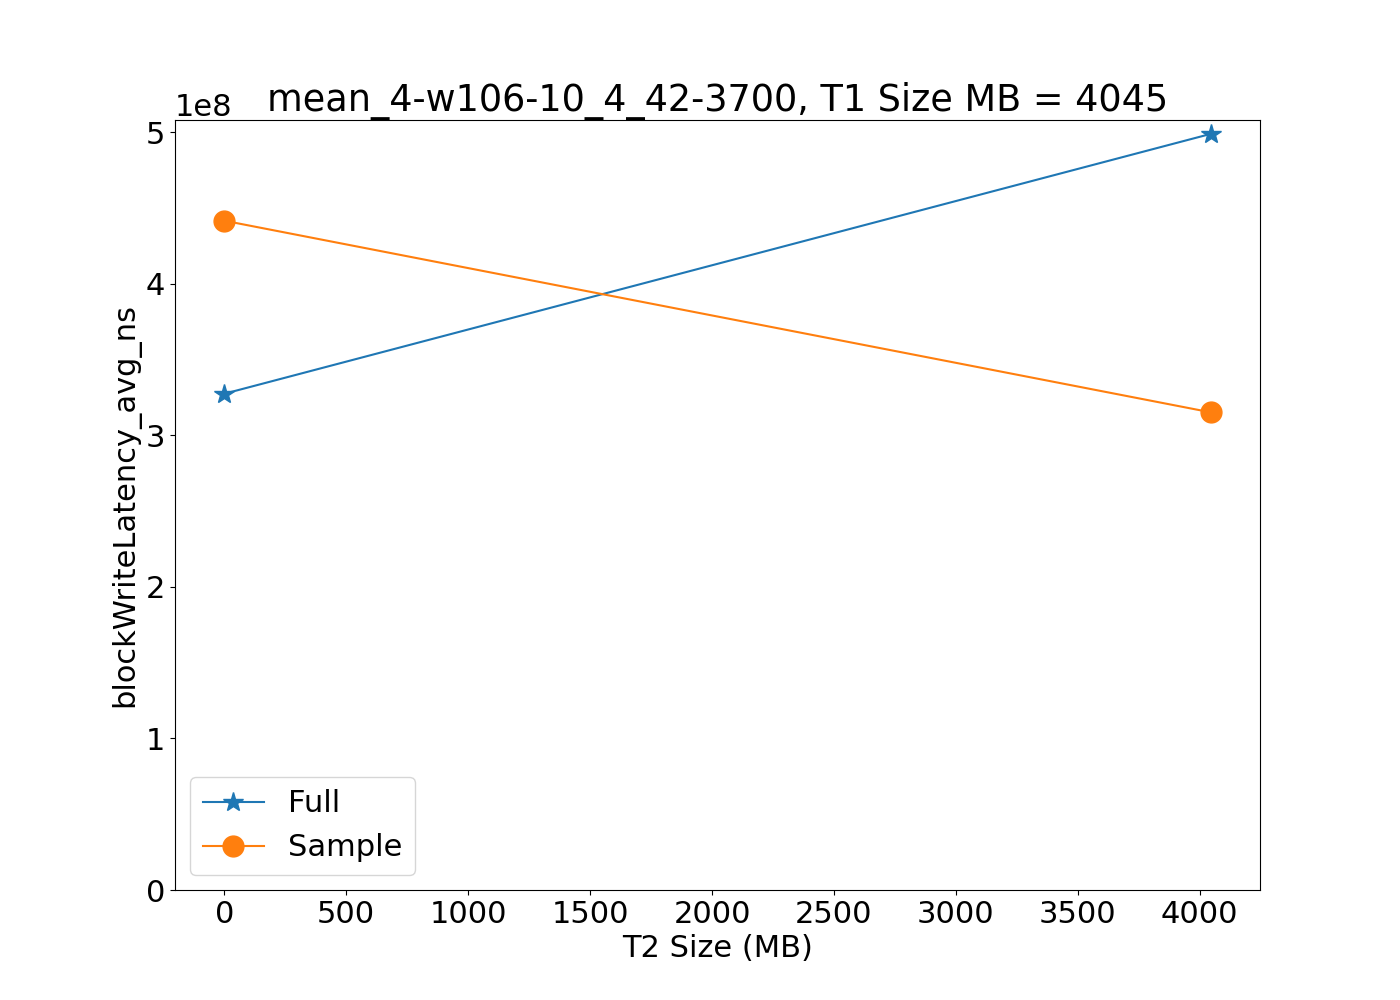 1e8
mean_4-w106-10_4_42-3700, T1 Size MB = 4045
blockWriteLatency_avg_ns
5
4
3
2
1
0
Full
Sample
0 500 1000 1500 2000 2500 3000 3500 4000
T2 Size (MB)